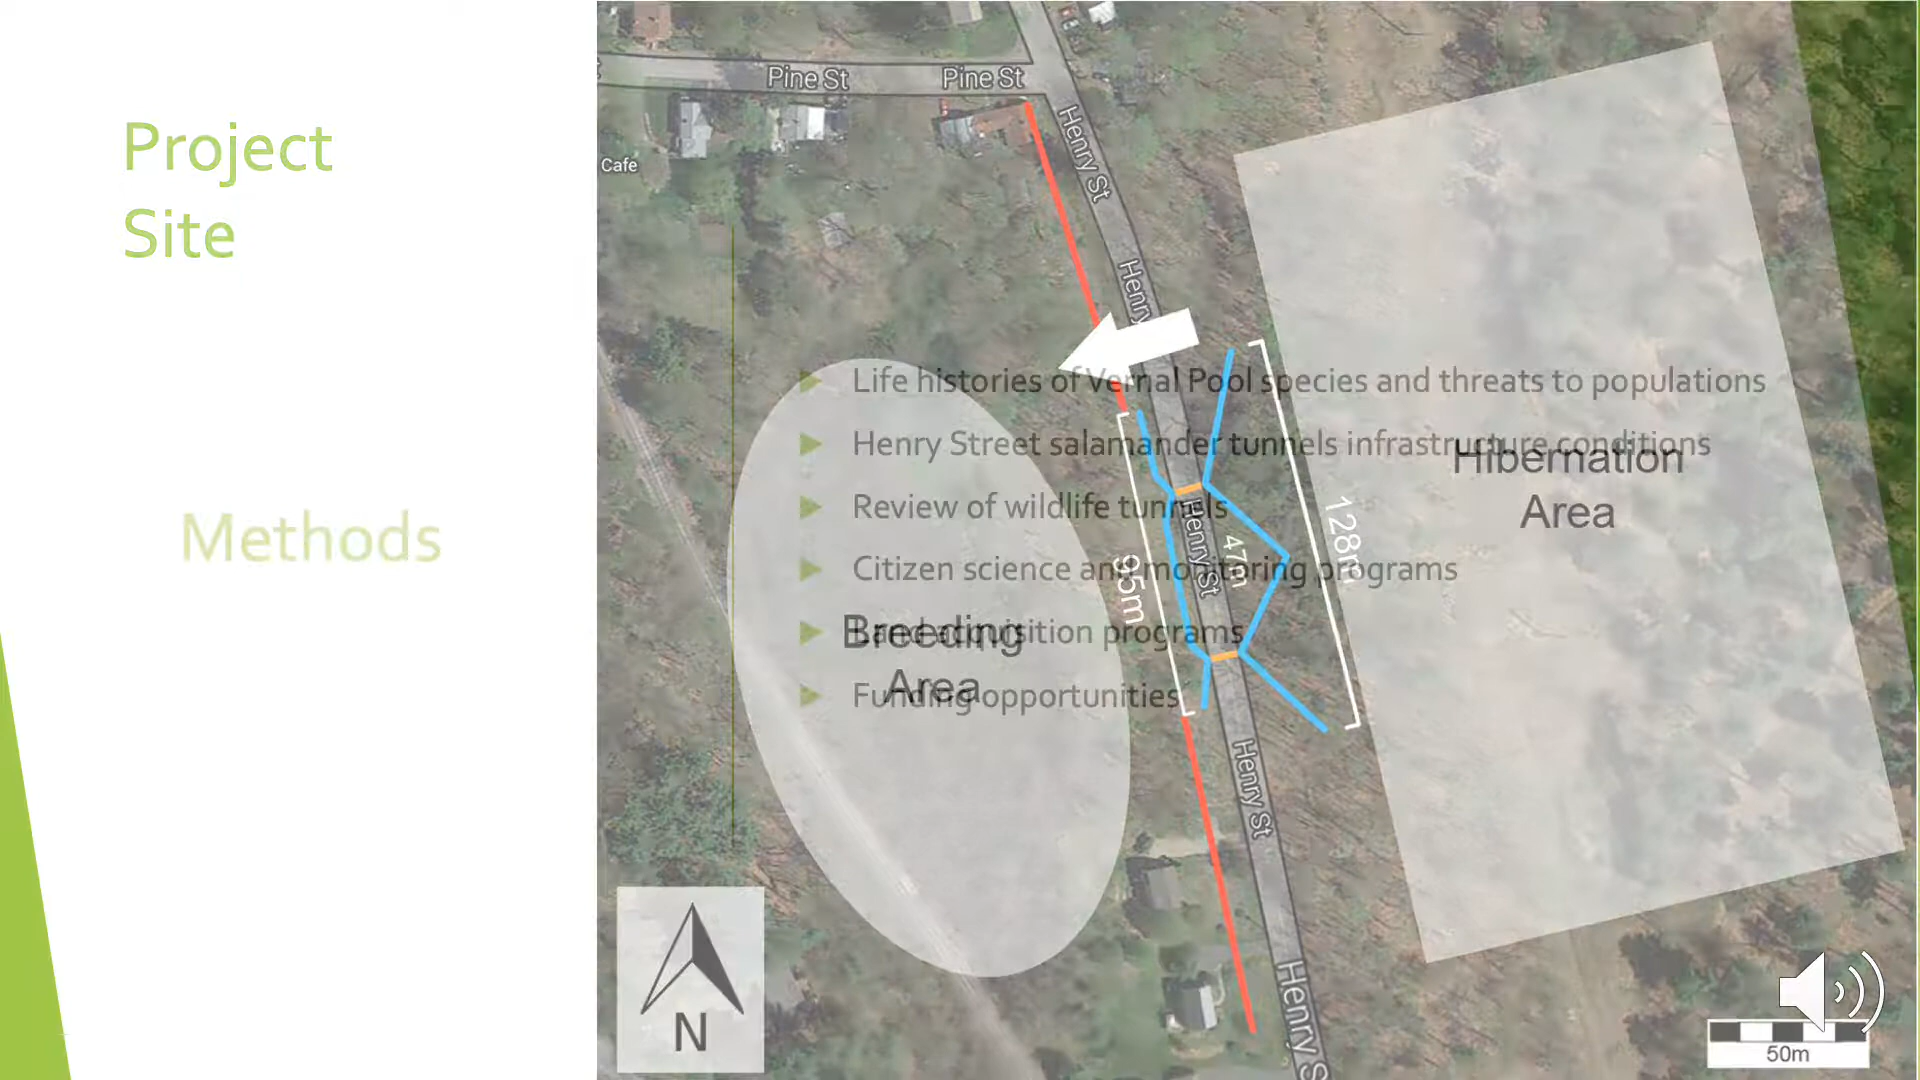 Project
Site
Methods
Pine St
Pine St
Henry St
Cafe
Henry
Life histories of Vernal Pool species and threats to populations
Henry Street salamander tunnels infrastructure conditions
Hibernation
Area
Review of wildlife tunnels
Henry St
47m
128m
95m
Citizen science and monitoring programs
Breeding
Area
Land acquisition programs
Funding opportunities
Henry St
Henry S
N
50m